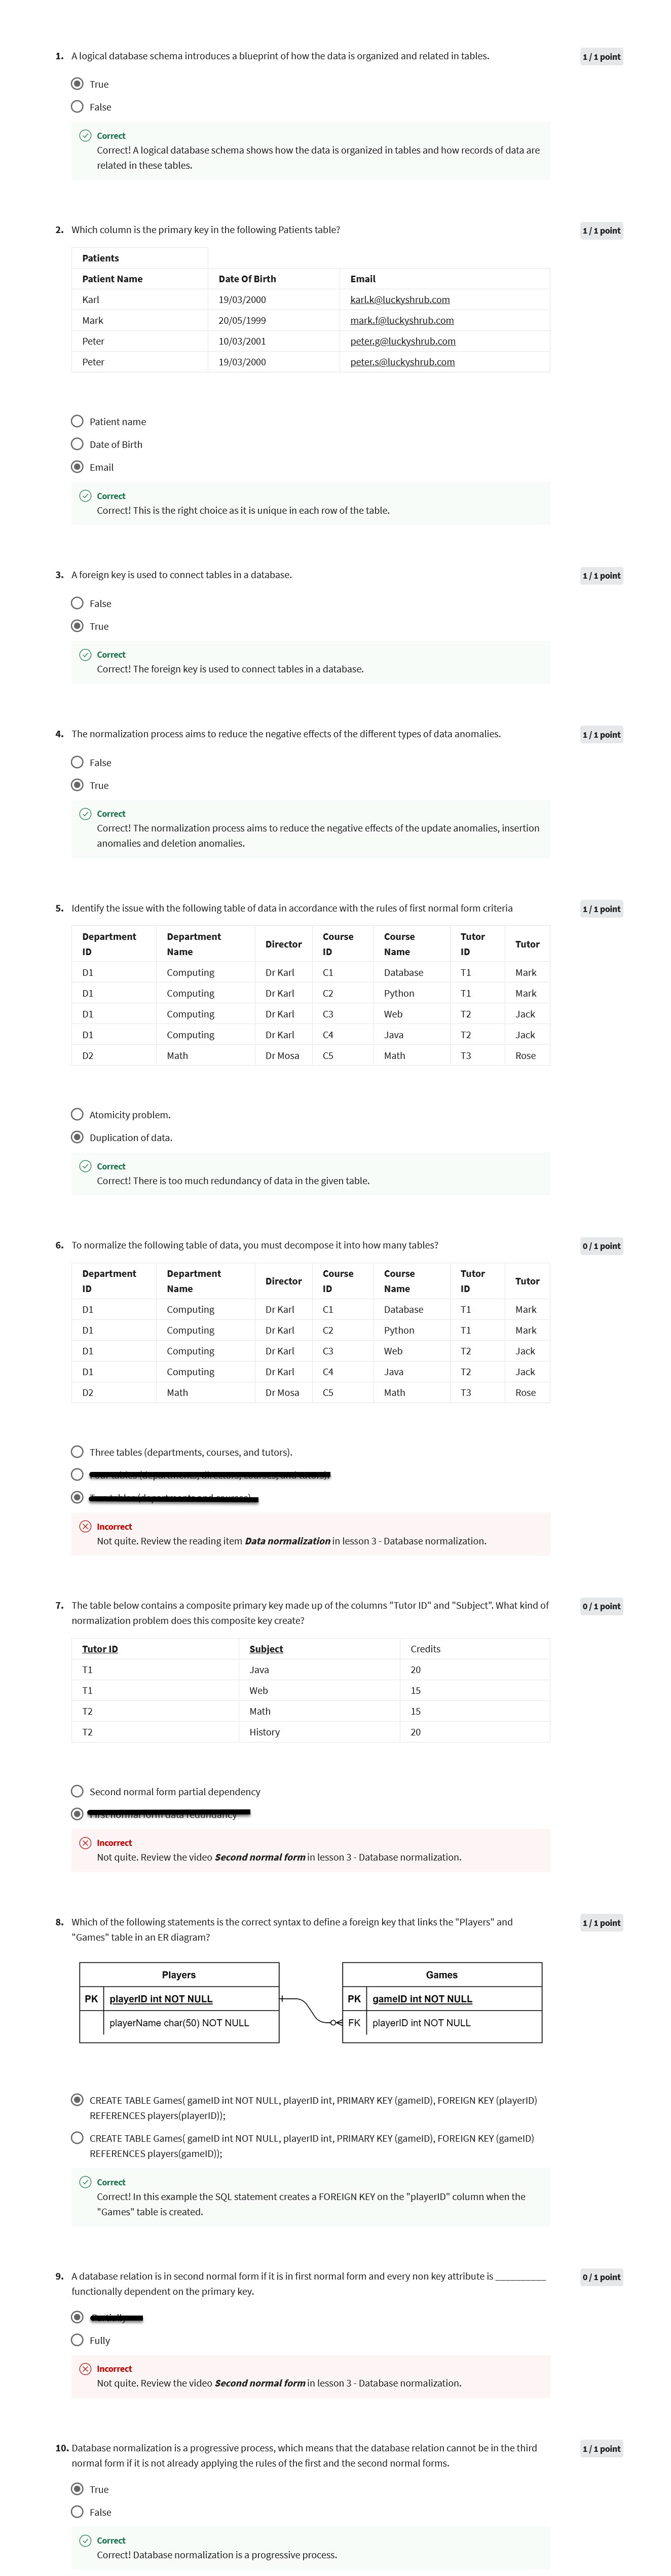 1. A logical database schema introduces a blueprint of how the data is organized and related in tables.
1 / 1 point
True
False
Correct
Correct! A logical database schema shows how the data is organized in tables and how records of data are
related in these tables.
2. Which column is the primary key in the following Patients table?
1 / 1 point
Patients
Patient Name Date Of Birth Email
Karl 19/03/2000 karl.k@luckyshrub.com
Mark 20/05/1999 mark.f@luckyshrub.com
Peter 10/03/2001 peter.g@luckyshrub.com
Peter 19/03/2000 peter.s@luckyshrub.com
Patient name
Date of Birth
Email
Correct
Correct! This is the right choice as it is unique in each row of the table.
3. A foreign key is used to connect tables in a database.
1 / 1 point
False
True
Correct
Correct! The foreign key is used to connect tables in a database.
4. The normalization process aims to reduce the negative effects of the different types of data anomalies.
1 / 1 point
False
True
Correct
Correct! The normalization process aims to reduce the negative effects of the update anomalies, insertion
anomalies and deletion anomalies.
5. Identify the issue with the following table of data in accordance with the rules of first normal form criteria
1 / 1 point
Department ID Department Name Director Course ID Course Name Tutor ID Tutor
D1 Computing Dr Karl C1 Database T1 Mark
D1 Computing Dr Karl C2 Python T1 Mark
D1 Computing Dr Karl C3 Web T2 Jack
D1 Computing Dr Karl C4 Java T2 Jack
D2 Math Dr Mosa C5 Math T3 Rose
Atomicity problem.
Duplication of data.
Correct
Correct! There is too much redundancy of data in the given table.
6. To normalize the following table of data, you must decompose it into how many tables?
0 / 1 point
Department ID Department Name Director Course ID Course Name Tutor ID Tutor
D1 Computing Dr Karl C1 Database T1 Mark
D1 Computing Dr Karl C2 Python T1 Mark
D1 Computing Dr Karl C3 Web T2 Jack
D1 Computing Dr Karl C4 Java T2 Jack
D2 Math Dr Mosa C5 Math T3 Rose
Three tables (departments, courses, and tutors).
Incorrect
Not quite. Review the reading item Data normalization in lesson 3 - Database normalization.
7. The table below contains a composite primary key made up of the columns "Tutor ID" and "Subject". What kind of
normalization problem does this composite key create?
0 / 1 point
Tutor ID Subject Credits
T1 Java 20
T1 Web 15
T2 Math 15
T2 History 20
Second normal form partial dependency
Incorrect
Not quite. Review the video Second normal form in lesson 3 - Database normalization.
8. Which of the following statements is the correct syntax to define a foreign key that links the "Players" and
"Games" table in an ER diagram?
1 / 1 point
Players
PK playerID int NOT NULL
playerName char(50) NOT NULL
Games
PK gameID int NOT NULL
FK playerID int NOT NULL
CREATE TABLE Games( gameID int NOT NULL, playerID int, PRIMARY KEY (gameID), FOREIGN KEY (playerID)
REFERENCES players(playerID));
CREATE TABLE Games( gameID int NOT NULL, playerID int, PRIMARY KEY (gameID), FOREIGN KEY (gameID)
REFERENCES players(gameID));
Correct
Correct! In this example the SQL statement creates a FOREIGN KEY on the "playerID" column when the
"Games" table is created.
9. A database relation is in second normal form if it is in first normal form and every non key attribute is __________
functionally dependent on the primary key.
0 / 1 point
Fully
Incorrect
Not quite. Review the video Second normal form in lesson 3 - Database normalization.
10. Database normalization is a progressive process, which means that the database relation cannot be in the third
normal form if it is not already applying the rules of the first and the second normal forms.
1 / 1 point
True
False
Correct
Correct! Database normalization is a progressive process.